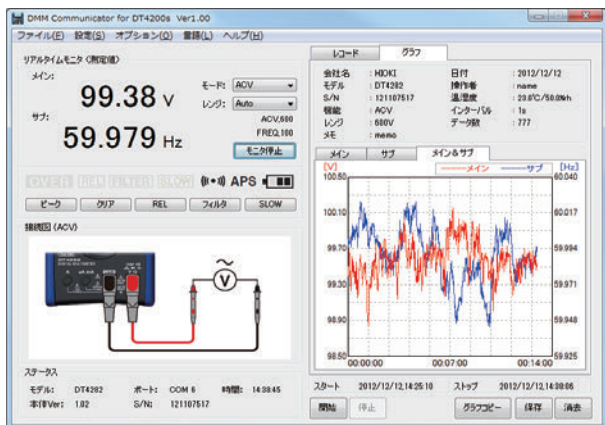 DMM Communicator for DT4200s Ver1.00
ファイル(F) 設定(S) オプション(O) 言語(L) ヘルプ(H)
リアルタイムモニタ (測定値)
メイン:
99.38 V
モード: ACV
レンジ: Auto
サブ:
ACV,600
59.979 Hz
FREQ,100
モニタ停止
OVER REL FILTER SLOW APS
ピーク クリア REL フィルタ SLOW
接続図 (ACV)
V
ステータス
モデル: DT4282 ポート: COM 6 時間: 14:38:45
本体Ver: 1.02 S/N: 121107517
レコード グラフ
会社名 : HIOKI 日付 : 2012/12/12
モデル : DT4282 操作者 : name
S/N : 121107517 温湿度 : 23.0℃/50.0%rh
機能 : ACV インターバル : 1s
レンジ : 600V データ数 : 777
メモ : memo
メイン サブ メイン&サブ
[V] メイン サブ [Hz]
100.50 60.040
100.10 60.017
99.70 59.994
99.30 59.971
98.90 59.948
98.50 59.925
00:00:00 00:07:00 00:14:00
スタート 2012/12/12,14:25:10 ストップ 2012/12/12,14:38:06
開始 停止 グラフコピー 保存 消去